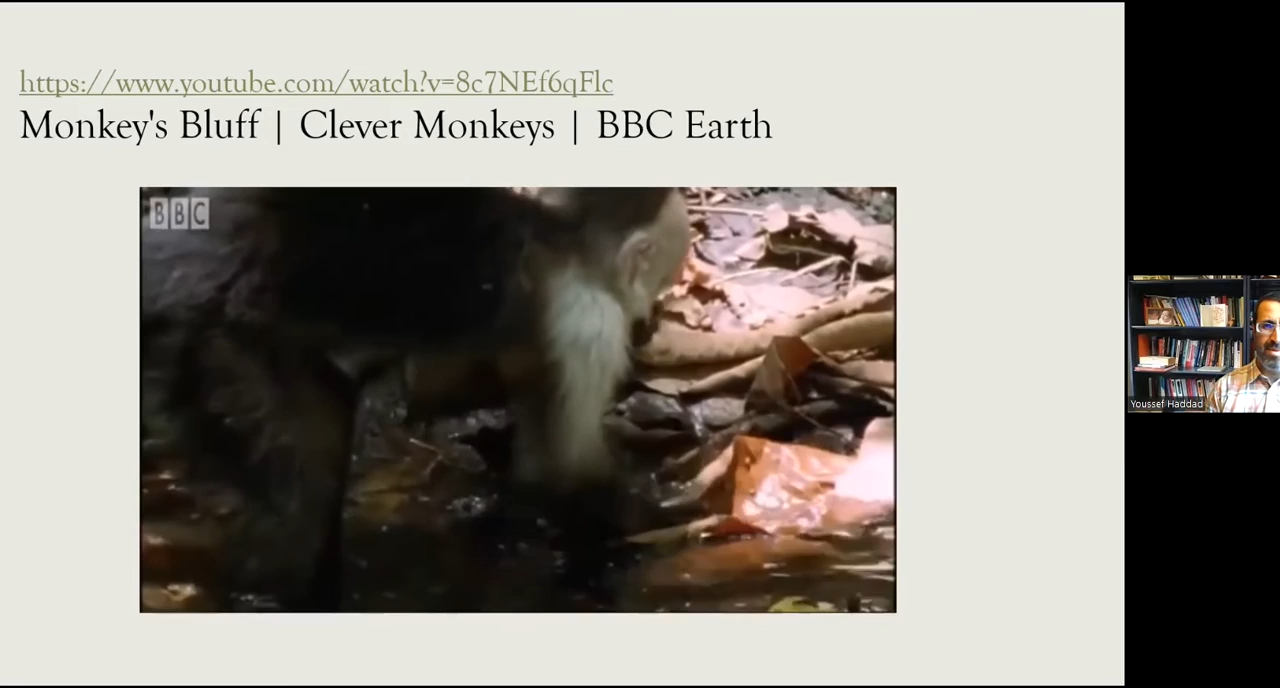 https://www.youtube.com/watch?v=8c7NEf6qFlc
Monkey's Bluff | Clever Monkeys | BBC Earth
BBC
Youssef Haddad